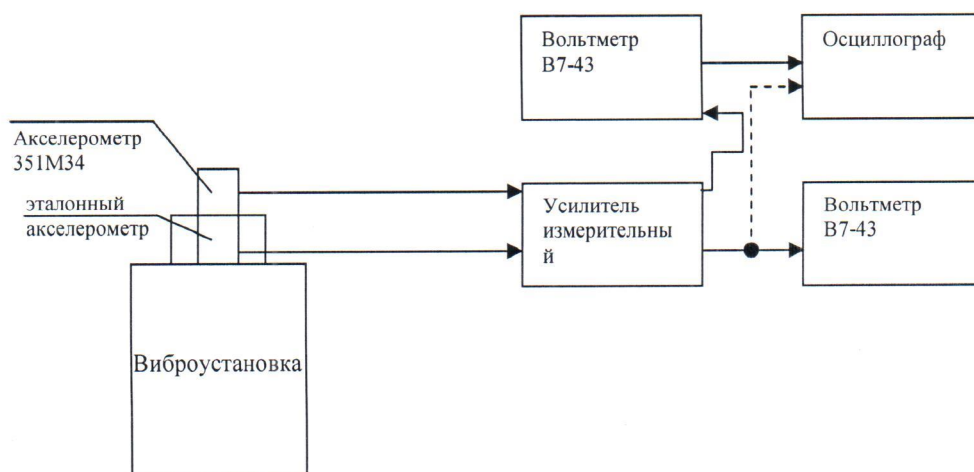 Вольтметр
В7-43
Осциллограф
Акселерометр
351М34
эталонный
акселерометр
Усилитель
измерительны
й
Вольтметр
В7-43
Виброустановка